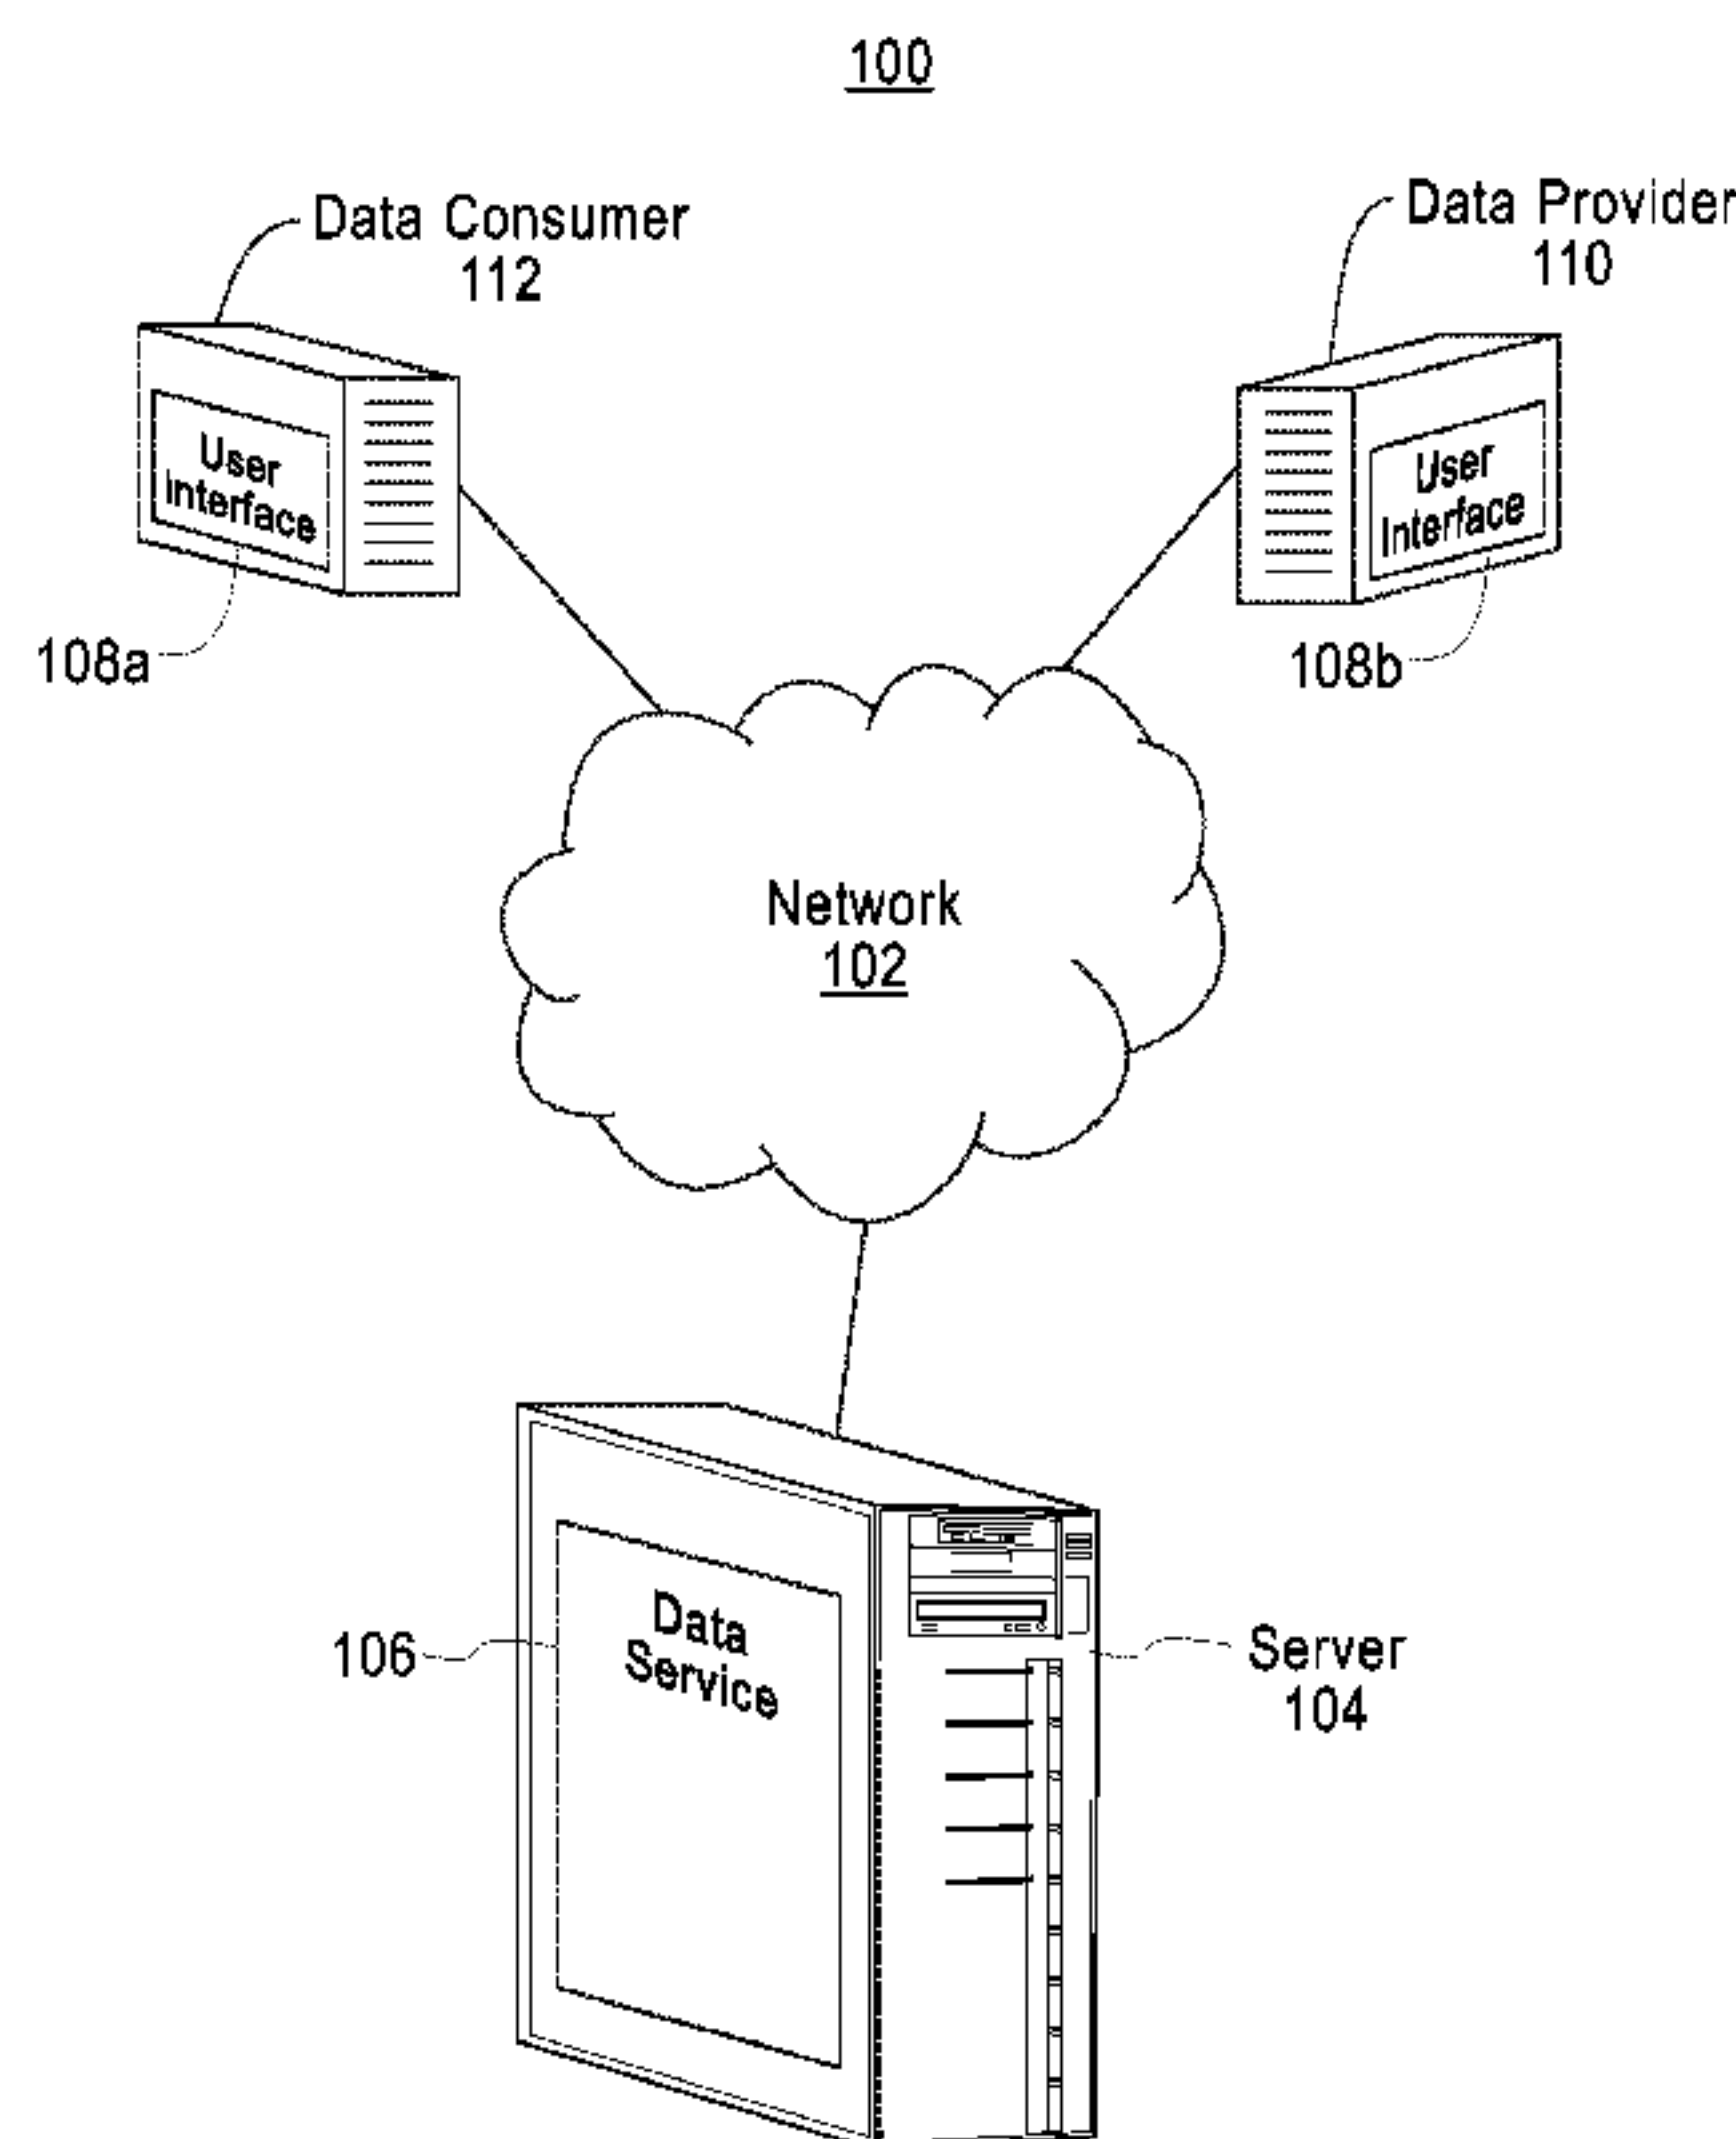 100
Data Consumer
112
Data Provider
110
User
Interface
User
Interface
108a
108b
Network
102
Data
Service
106
Server
104